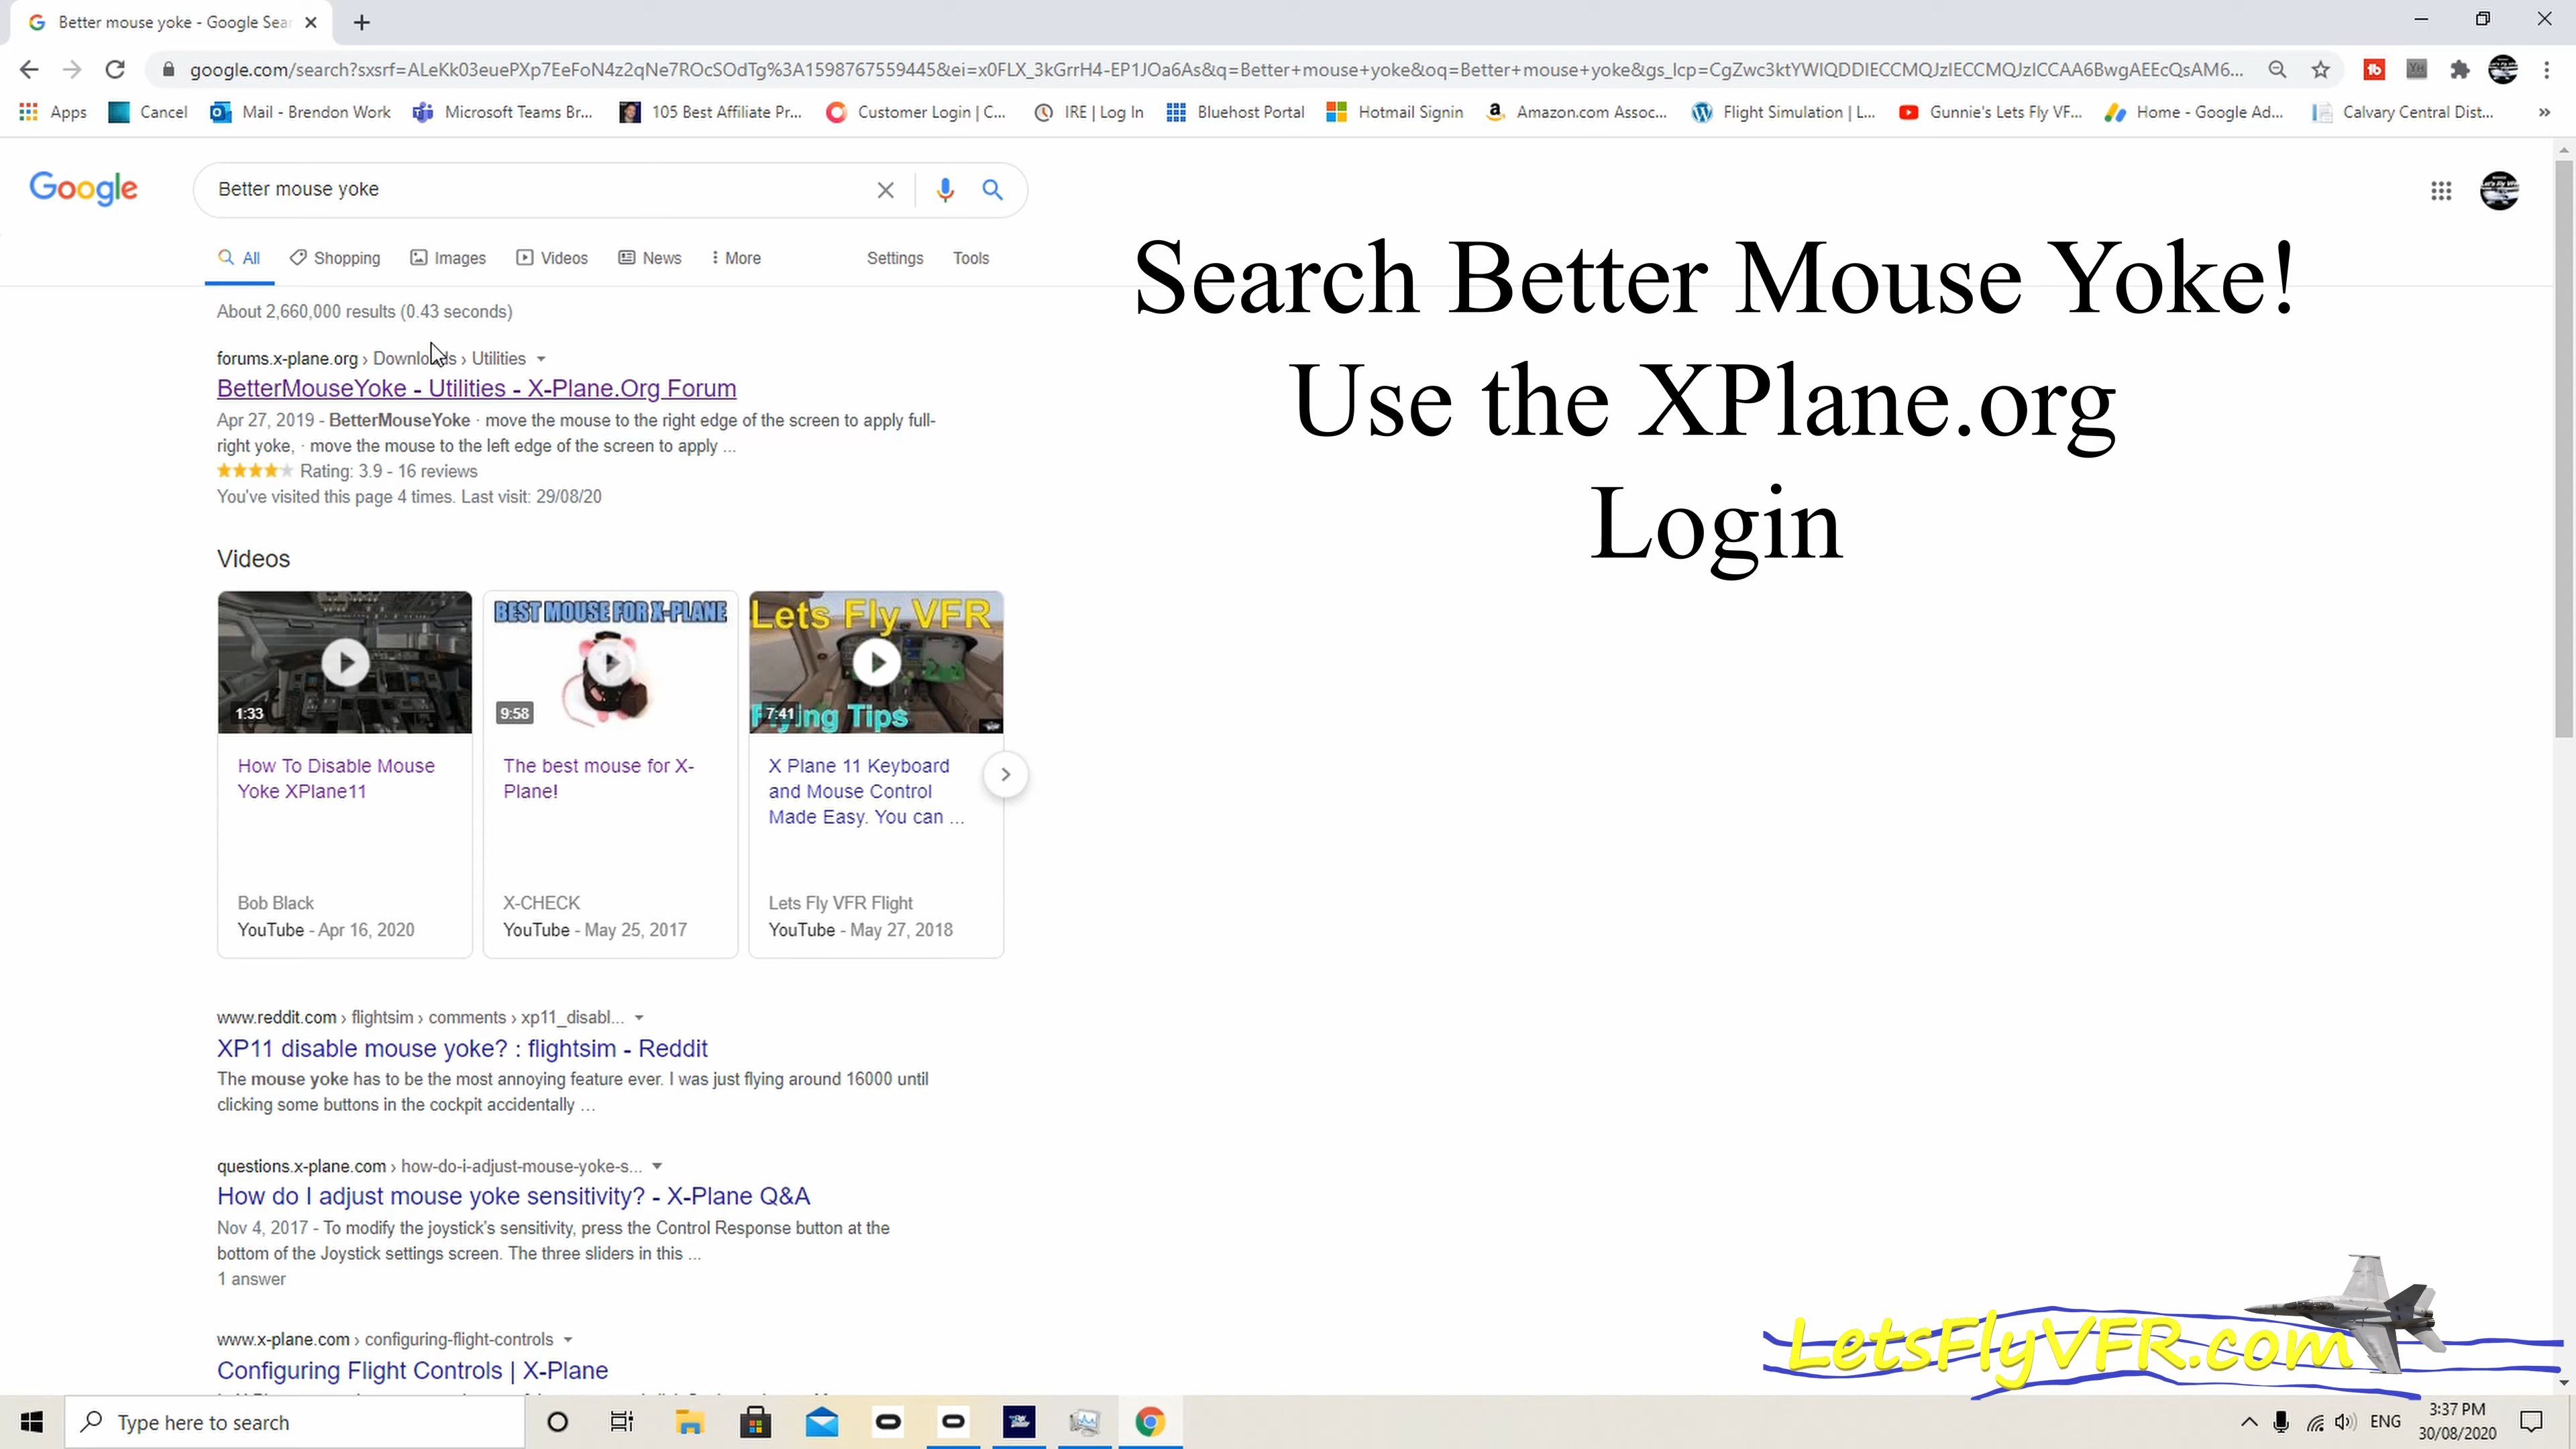 Better mouse yoke - Google Sear
google.com/search?sxsrf=ALeKk03euePXp7EeFoN4z2qNe7ROcSOdTg%3A1598767559445&ei=x0FLX_3kGrrH4-EP1JOa6As&q=Better+mouse+yoke&oq=Better+mouse+yoke&gs_lcp=CgZwc3ktYWIQDDIECCMQJzIECCMQJzICCAA6BwgAEEcQsAM6...
Apps Cancel Mail - Brendon Work Microsoft Teams Br... 105 Best Affiliate Pr... Customer Login | C... IRE | Log In Bluehost Portal Hotmail Signin Amazon.com Assoc... Flight Simulation | L... Gunnie's Lets Fly VF... Home - Google Ad... Calvary Central Dist... »
Google
Better mouse yoke
All Shopping Images Videos News More Settings Tools
About 2,660,000 results (0.43 seconds)
Search Better Mouse Yoke!
Use the XPlane.org
Login
forums.x-plane.org › Downloads › Utilities
BetterMouseYoke - Utilities - X-Plane.Org Forum
Apr 27, 2019 - BetterMouseYoke · move the mouse to the right edge of the screen to apply full-
right yoke, · move the mouse to the left edge of the screen to apply ...
Rating: 3.9 - 16 reviews
You've visited this page 4 times. Last visit: 29/08/20
Videos
1:33
BEST MOUSE FOR X-PLANE
9:58
Lets Fly VFR
Flying Tips
7:41
How To Disable Mouse
Yoke XPlane11
Bob Black
YouTube - Apr 16, 2020
The best mouse for X-
Plane!
X-CHECK
YouTube - May 25, 2017
X Plane 11 Keyboard
and Mouse Control
Made Easy. You can ...
Lets Fly VFR Flight
YouTube - May 27, 2018
www.reddit.com › flightsim › comments › xp11_disabl...
XP11 disable mouse yoke? : flightsim - Reddit
The mouse yoke has to be the most annoying feature ever. I was just flying around 16000 until
clicking some buttons in the cockpit accidentally ...
questions.x-plane.com › how-do-i-adjust-mouse-yoke-s...
How do I adjust mouse yoke sensitivity? - X-Plane Q&A
Nov 4, 2017 - To modify the joystick's sensitivity, press the Control Response button at the
bottom of the Joystick settings screen. The three sliders in this ...
1 answer
www.x-plane.com › configuring-flight-controls
Configuring Flight Controls | X-Plane
LetsFlyVFR.com
Type here to search
ENG
3:37 PM
30/08/2020